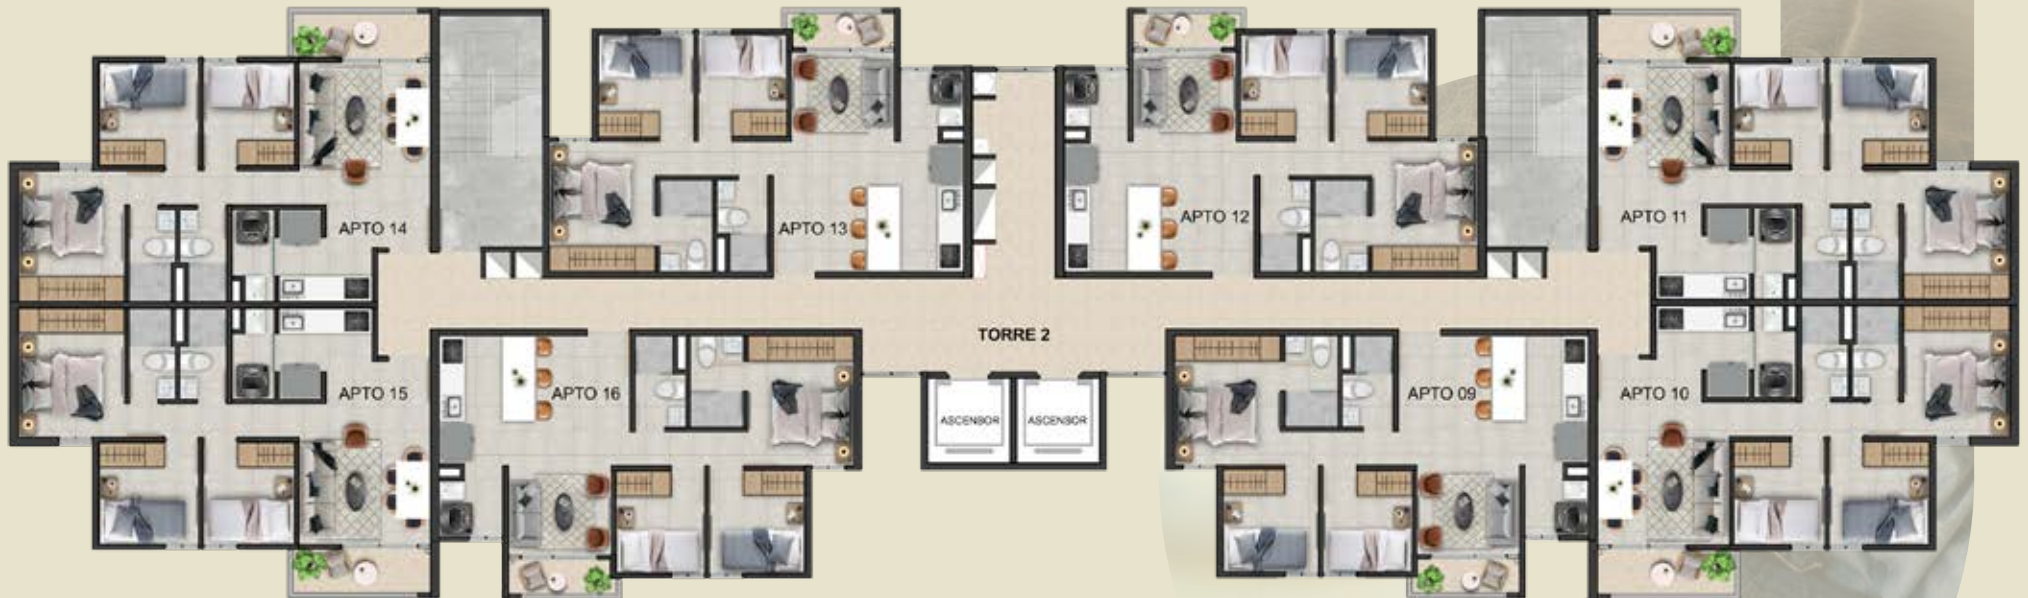 APTO 14
APTO 13
APTO 12
APTO 11
TORRE 2
APTO 15
APTO 16
APTO 09
APTO 10
ASCENSOR
ASCENSOR